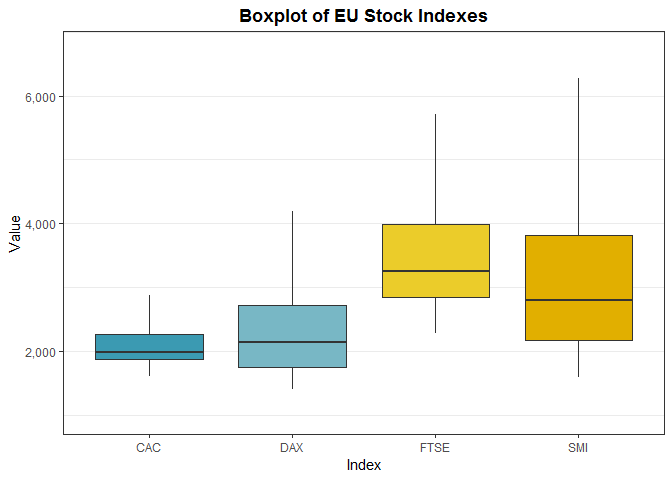 Boxplot of EU Stock Indexes
6,000
4,000
2,000
Value
CAC DAX FTSE SMI
Index